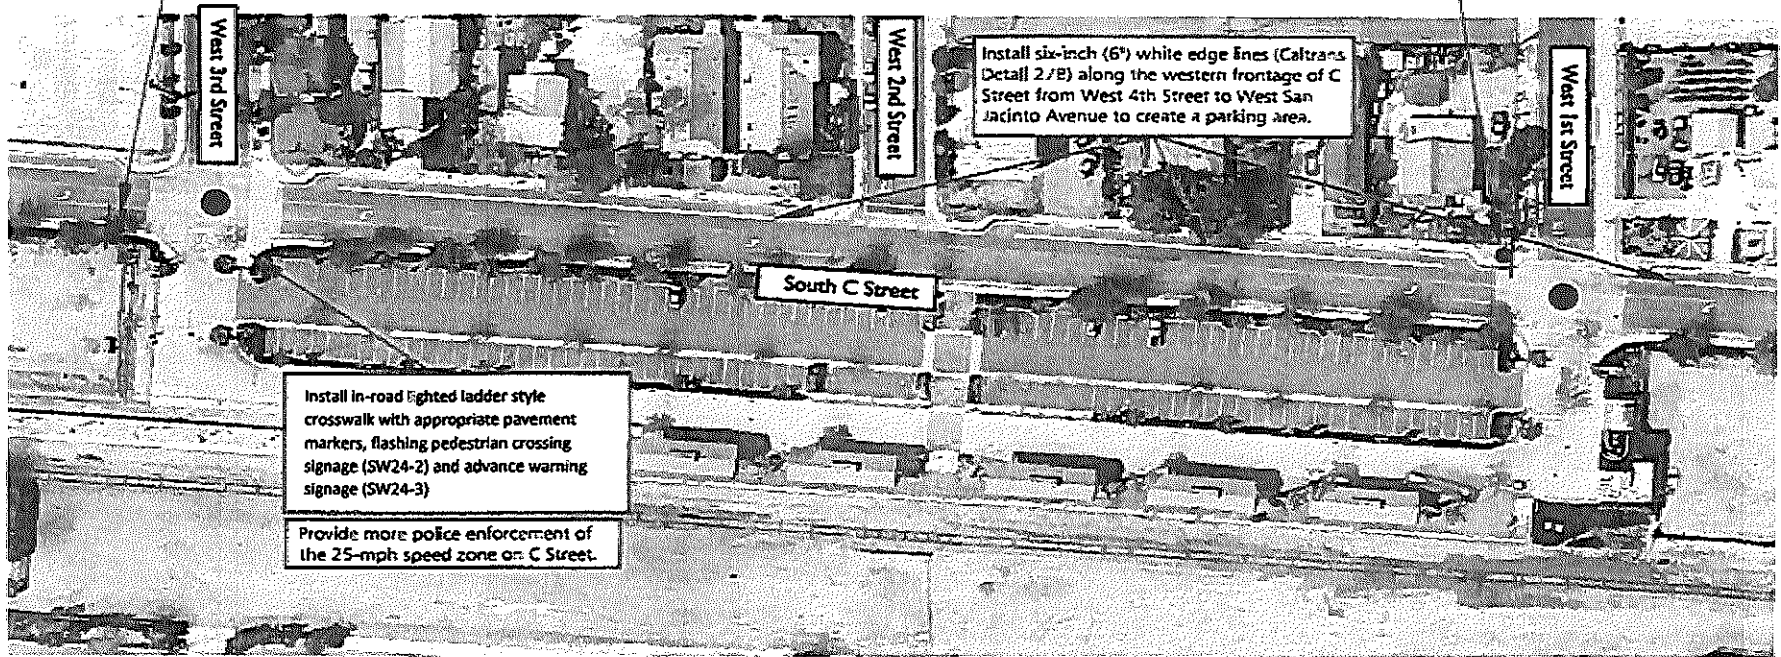 West 3rd Street
West 2nd Street
Install six-inch (6") white edge lines (Caltrans
Detail 27B) along the western frontage of C
Street from West 4th Street to West San
Jacinto Avenue to create a parking area.
West 1st Street
South C Street
Install in-road lighted ladder style
crosswalk with appropriate pavement
markers, flashing pedestrian crossing
signage (SW24-2) and advance warning
signage (SW24-3)
Provide more police enforcement of
the 25-mph speed zone on C Street.